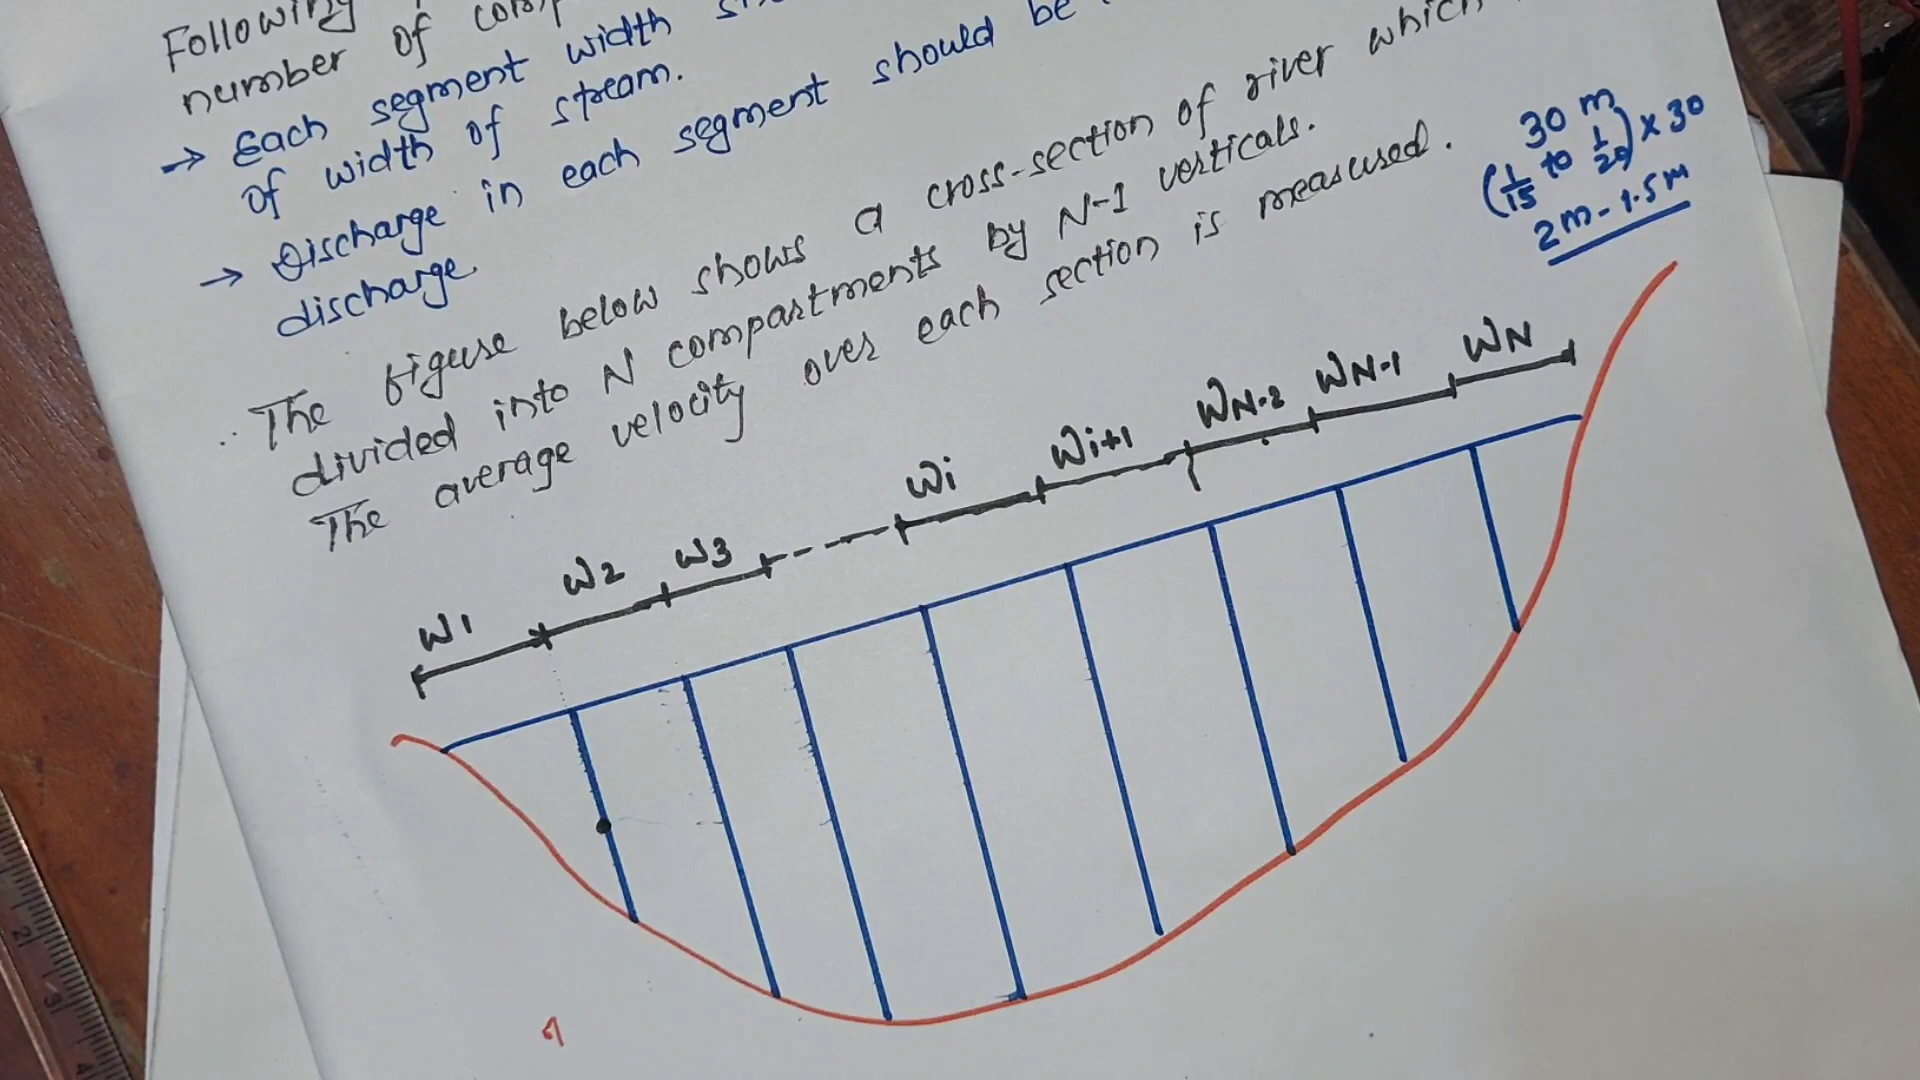 Following
number of comp
→ Each segment width
of width of stream.
→ Discharge in each segment should be
discharge.
The figure below shows a cross-section of river which
divided into N compartments by N-1 verticals.
The average velocity over each section is measured.
30 m
(1/15 to 1/20) × 30
2m - 1.5m
W1
W2
W3
Wi
Wi+1
WN-2
WN-1
WN